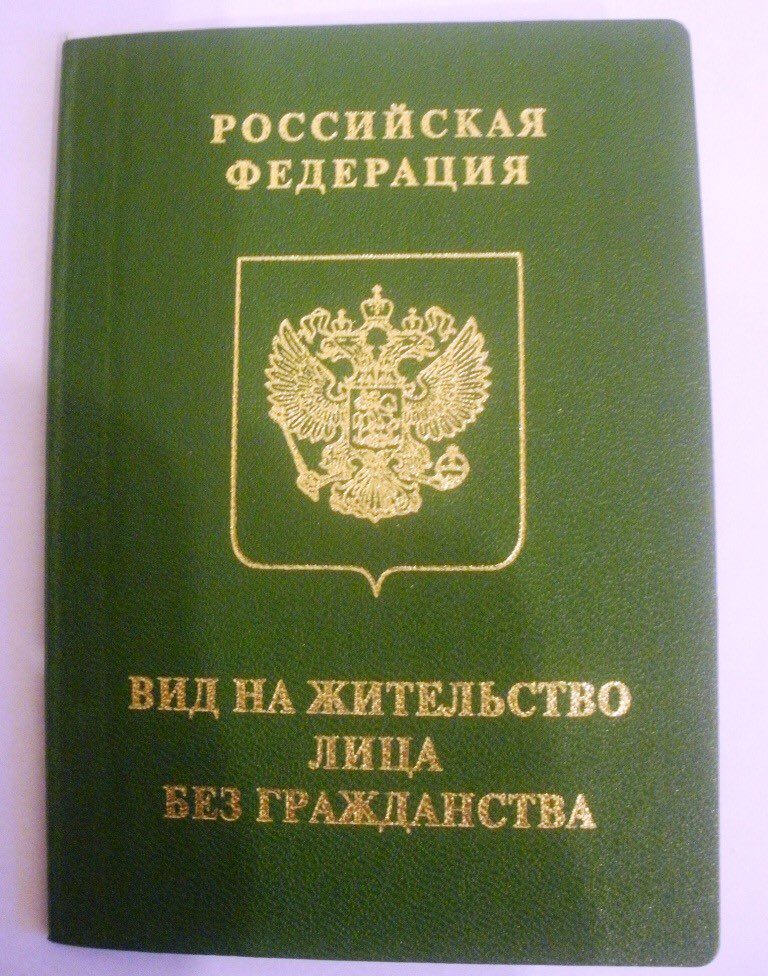 РОССИЙСКАЯ
ФЕДЕРАЦИЯ
ВИД НА ЖИТЕЛЬСТВО
ЛИЦА
БЕЗ ГРАЖДАНСТВА